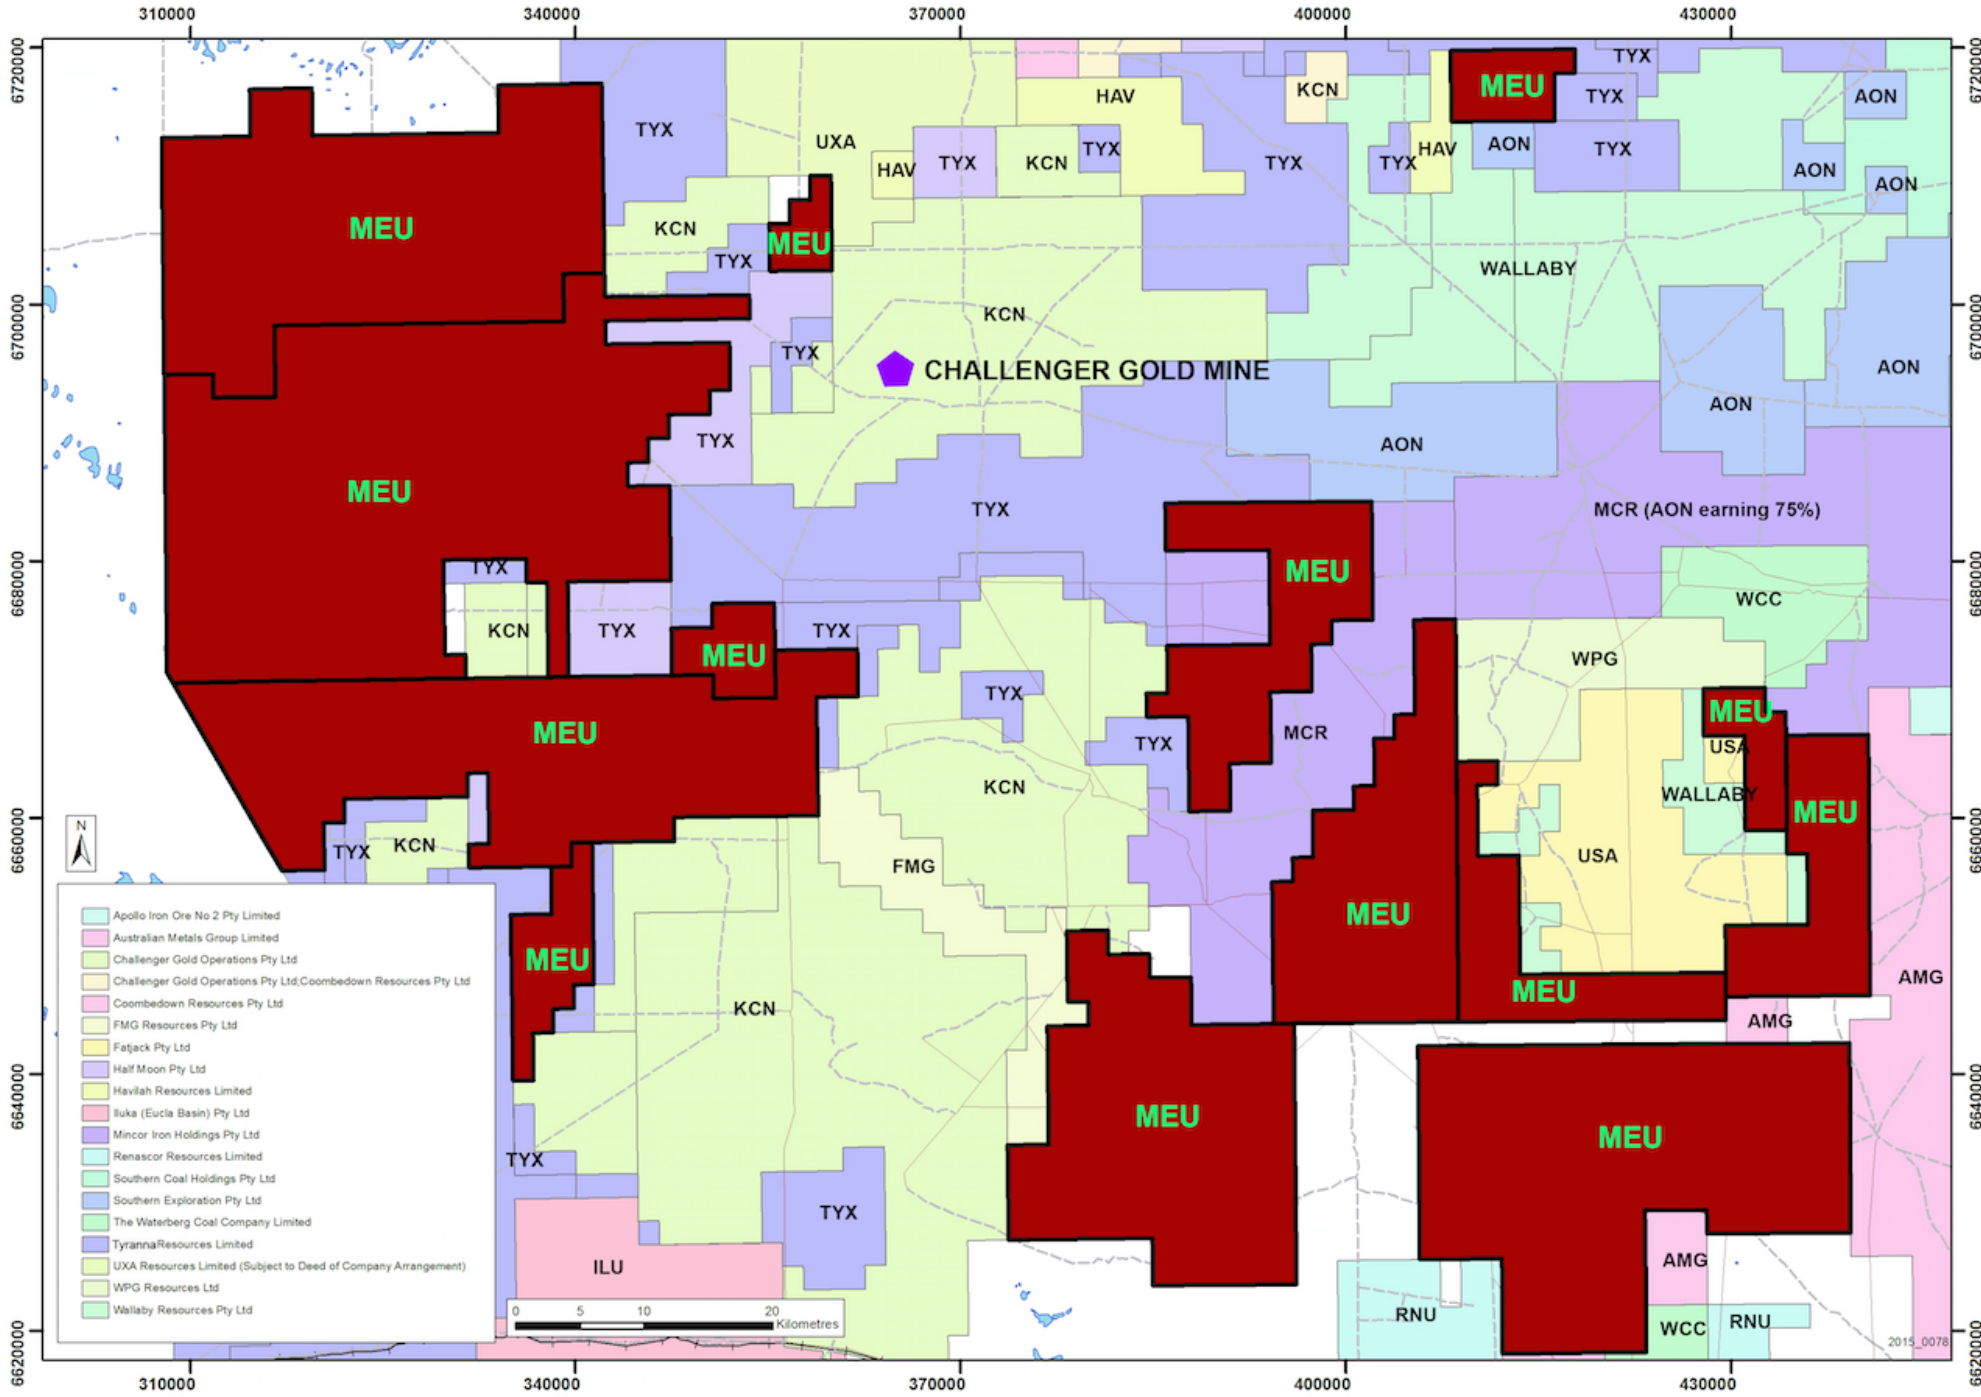 310000
340000
370000
400000
430000
6720000
6720000
TYX
MEU
KCN
HAV
TYX
AON
TYX
UXA
HAV
TYX
KCN
TYX
TYX
TYX
HAV
AON
TYX
AON
AON
MEU
KCN
MEU
TYX
WALLABY
6700000
6700000
KCN
TYX
CHALLENGER GOLD MINE
AON
AON
TYX
AON
MEU
TYX
MCR (AON earning 75%)
6680000
6680000
TYX
MEU
WCC
KCN
TYX
TYX
MEU
WPG
TYX
MEU
MEU
MCR
TYX
USA
KCN
WALLABY
MEU
6660000
6660000
N
TYX
KCN
FMG
USA
MEU
MEU
KCN
MEU
AMG
AMG
6640000
6640000
MEU
MEU
TYX
TYX
ILU
AMG
RNU
WCC
RNU
6620000
6620000
Apollo Iron Ore No 2 Pty Limited
Australian Metals Group Limited
Challenger Gold Operations Pty Ltd
Challenger Gold Operations Pty Ltd;Coombedown Resources Pty Ltd
Coombedown Resources Pty Ltd
FMG Resources Pty Ltd
Fatjack Pty Ltd
Half Moon Pty Ltd
Havilah Resources Limited
Iluka (Eucla Basin) Pty Ltd
Mincor Iron Holdings Pty Ltd
Renascor Resources Limited
Southern Coal Holdings Pty Ltd
Southern Exploration Pty Ltd
The Waterberg Coal Company Limited
Tyranna Resources Limited
UXA Resources Limited (Subject to Deed of Company Arrangement)
WPG Resources Ltd
Wallaby Resources Pty Ltd
0 5 10 20
Kilometres
2015_0078
310000
340000
370000
400000
430000